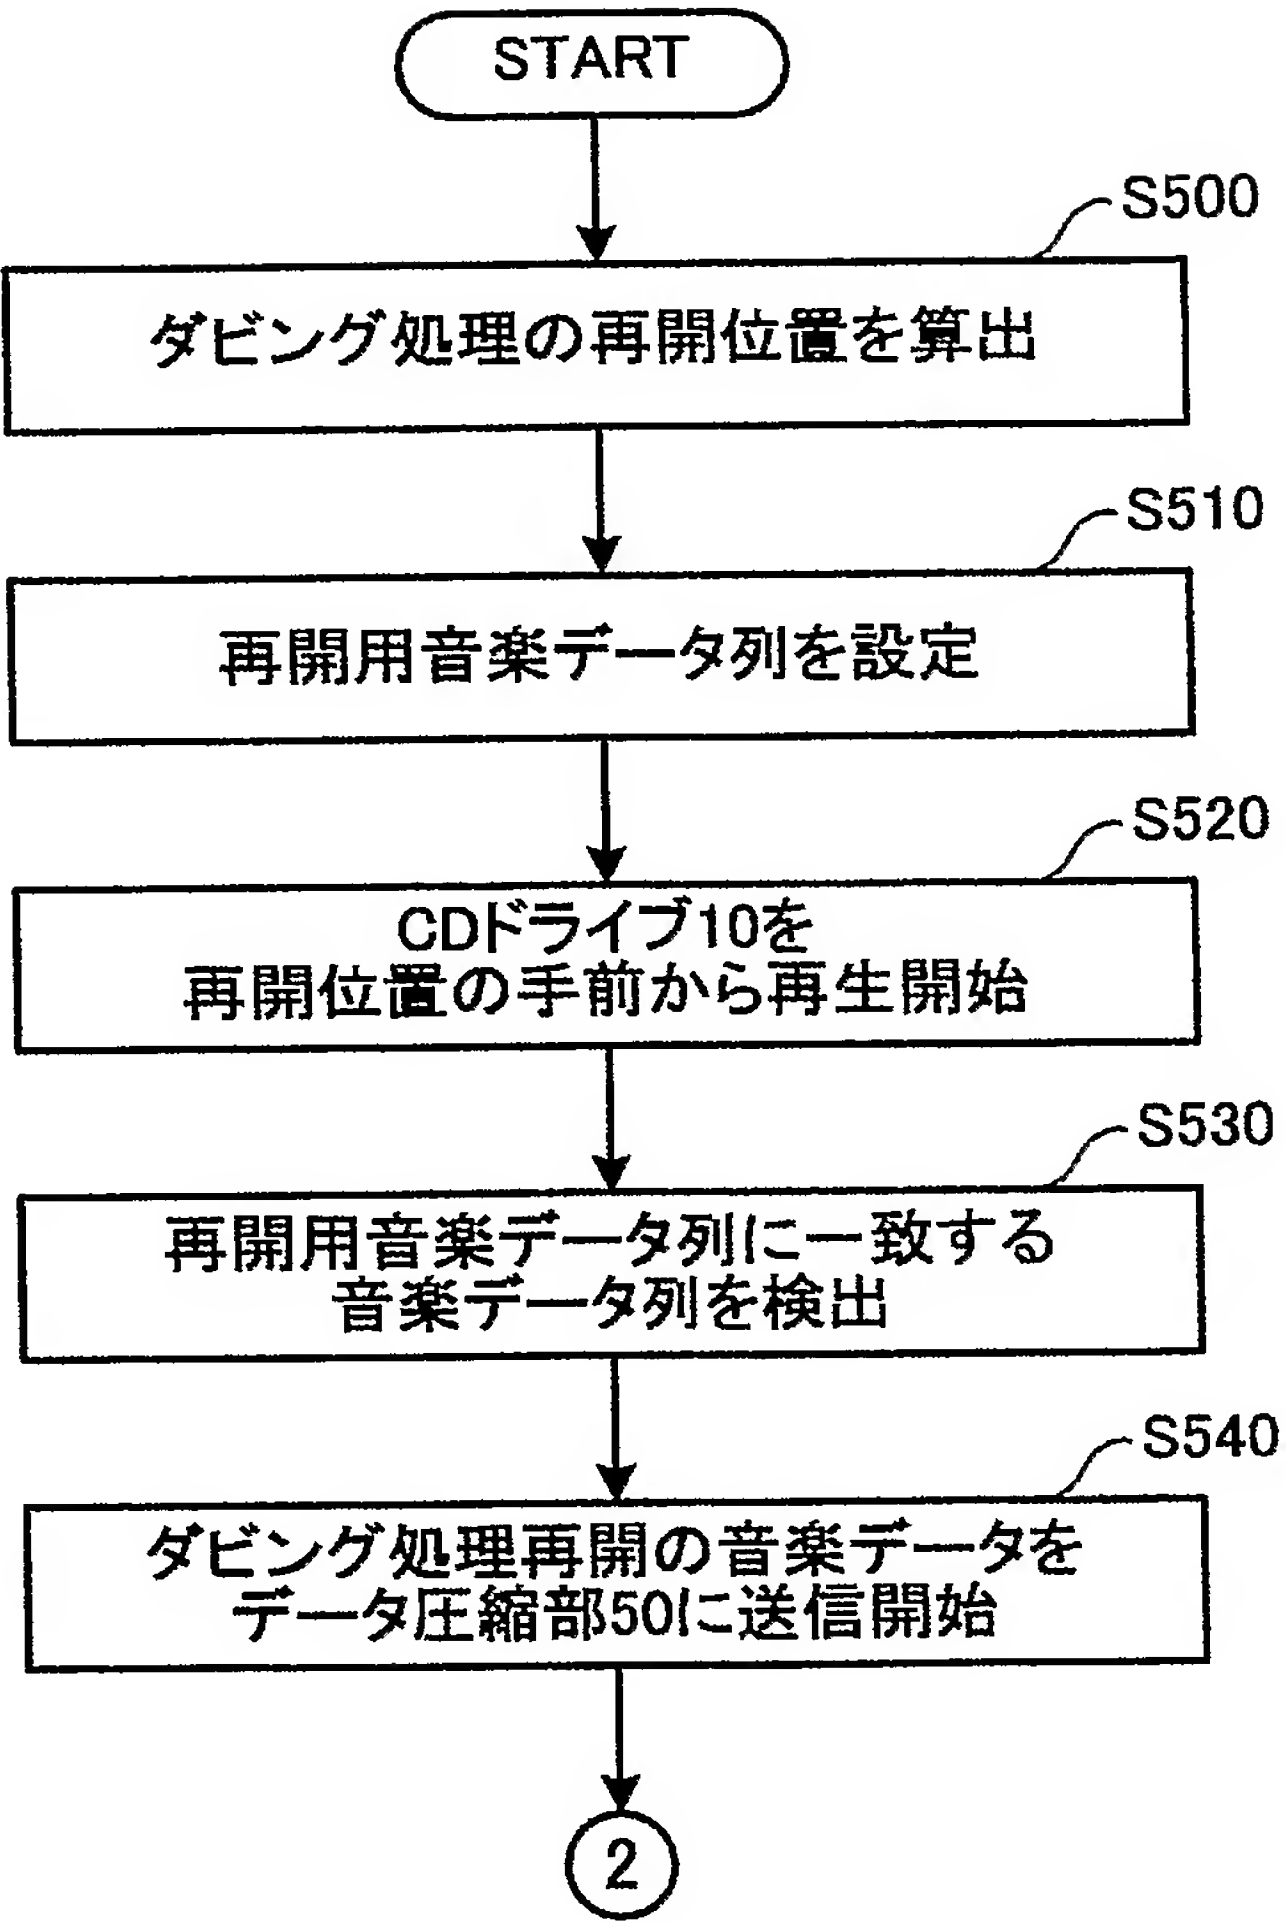 START
S500
ダビング処理の再開位置を算出
S510
再開用音楽データ列を設定
S520
CDドライブ10を
再開位置の手前から再生開始
S530
再開用音楽データ列に一致する
音楽データ列を検出
S540
ダビング処理再開の音楽データを
データ圧縮部50に送信開始
2